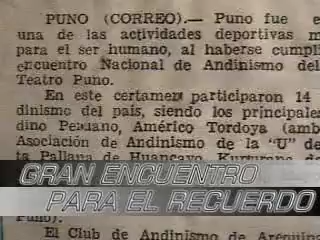 PUNO (CORREO).— Puno fue e
una de las actividades deportivas m
para el ser humano, al haberse cumpli
encuentro Nacional de Andinismo del
Teatro Puno.
En este certamen participaron 14
dinismo del país, siendo los principales
dino Peruano, Américo Tordoya (amb
Asociación de Andinismo de la "U" de
ta Pallana de Huancayo, Kurturana de
GRAN ENCUENTRO
PARA EL RECUERDO
Puno).
El Club de Andinismo de Arequipa